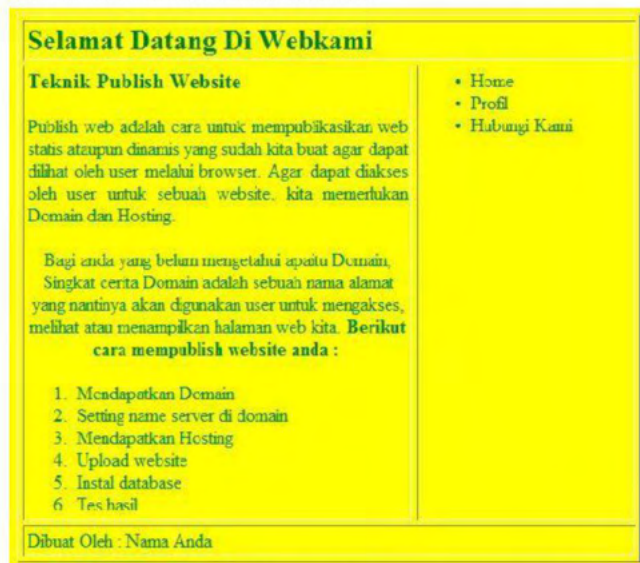 Selamat Datang Di Webkami
Teknik Publish Website
Publish web adalah cara untuk mempublikasikan web
statis ataupun dinamis yang sudah kita buat agar dapat
dilihat oleh user melalui browser. Agar dapat diakses
oleh user untuk sebuah website, kita memerlukan
Domain dan Hosting.
Bagi anda yang belum mengetahui apaitu Domain,
Singkat cerita Domain adalah sebuah nama alamat
yang nantinya akan digunakan user untuk mengakses,
melihat atau menampilkan halaman web kita. Berikut
cara mempublish website anda :
1. Mendapatkan Domain
2. Setting name server di domain
3. Mendapatkan Hosting
4. Upload website
5. Instal database
6. Tes hasil
• Home
• Profil
• Hubungi Kami
Dibuat Oleh : Nama Anda